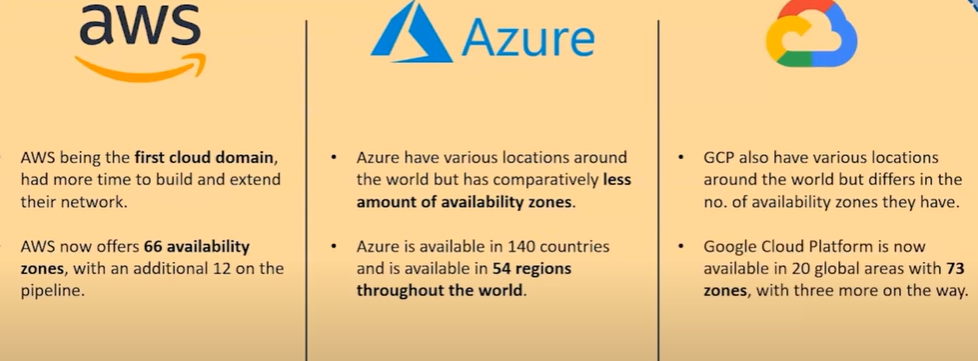 aws
Azure
AWS being the first cloud domain,
had more time to build and extend
their network.
AWS now offers 66 availability
zones, with an additional 12 on the
pipeline.
• Azure have various locations around
the world but has comparatively less
amount of availability zones.
• Azure is available in 140 countries
and is available in 54 regions
throughout the world.
• GCP also have various locations
around the world but differs in the
no. of availability zones they have.
• Google Cloud Platform is now
available in 20 global areas with 73
zones, with three more on the way.